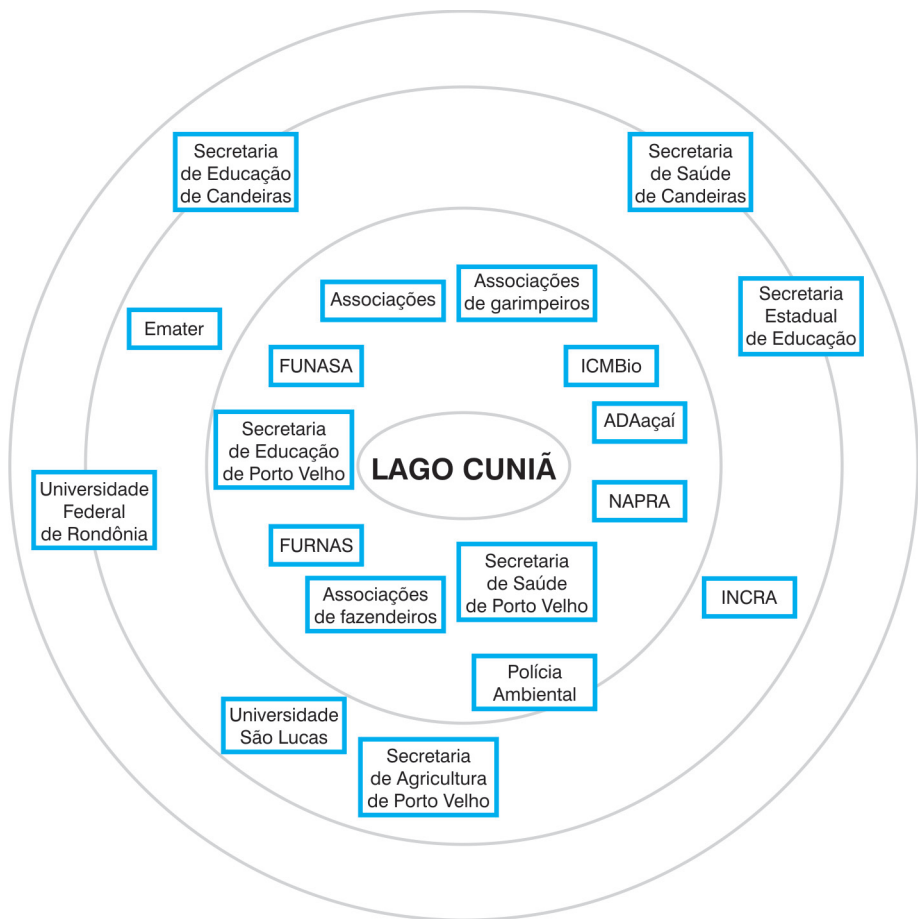 Secretaria
de Educação
de Candeiras
Secretaria
de Saúde
de Candeiras
Associações
Associações
de garimpeiros
Secretaria
Estadual
de Educação
Emater
FUNASA
ICMBio
ADAaçaí
Secretaria
de Educação
de Porto Velho
LAGO CUNIÃ
Universidade
Federal
de Rondônia
NAPRA
FURNAS
Secretaria
de Saúde
de Porto Velho
Associações
de fazendeiros
INCRA
Polícia
Ambiental
Universidade
São Lucas
Secretaria
de Agricultura
de Porto Velho